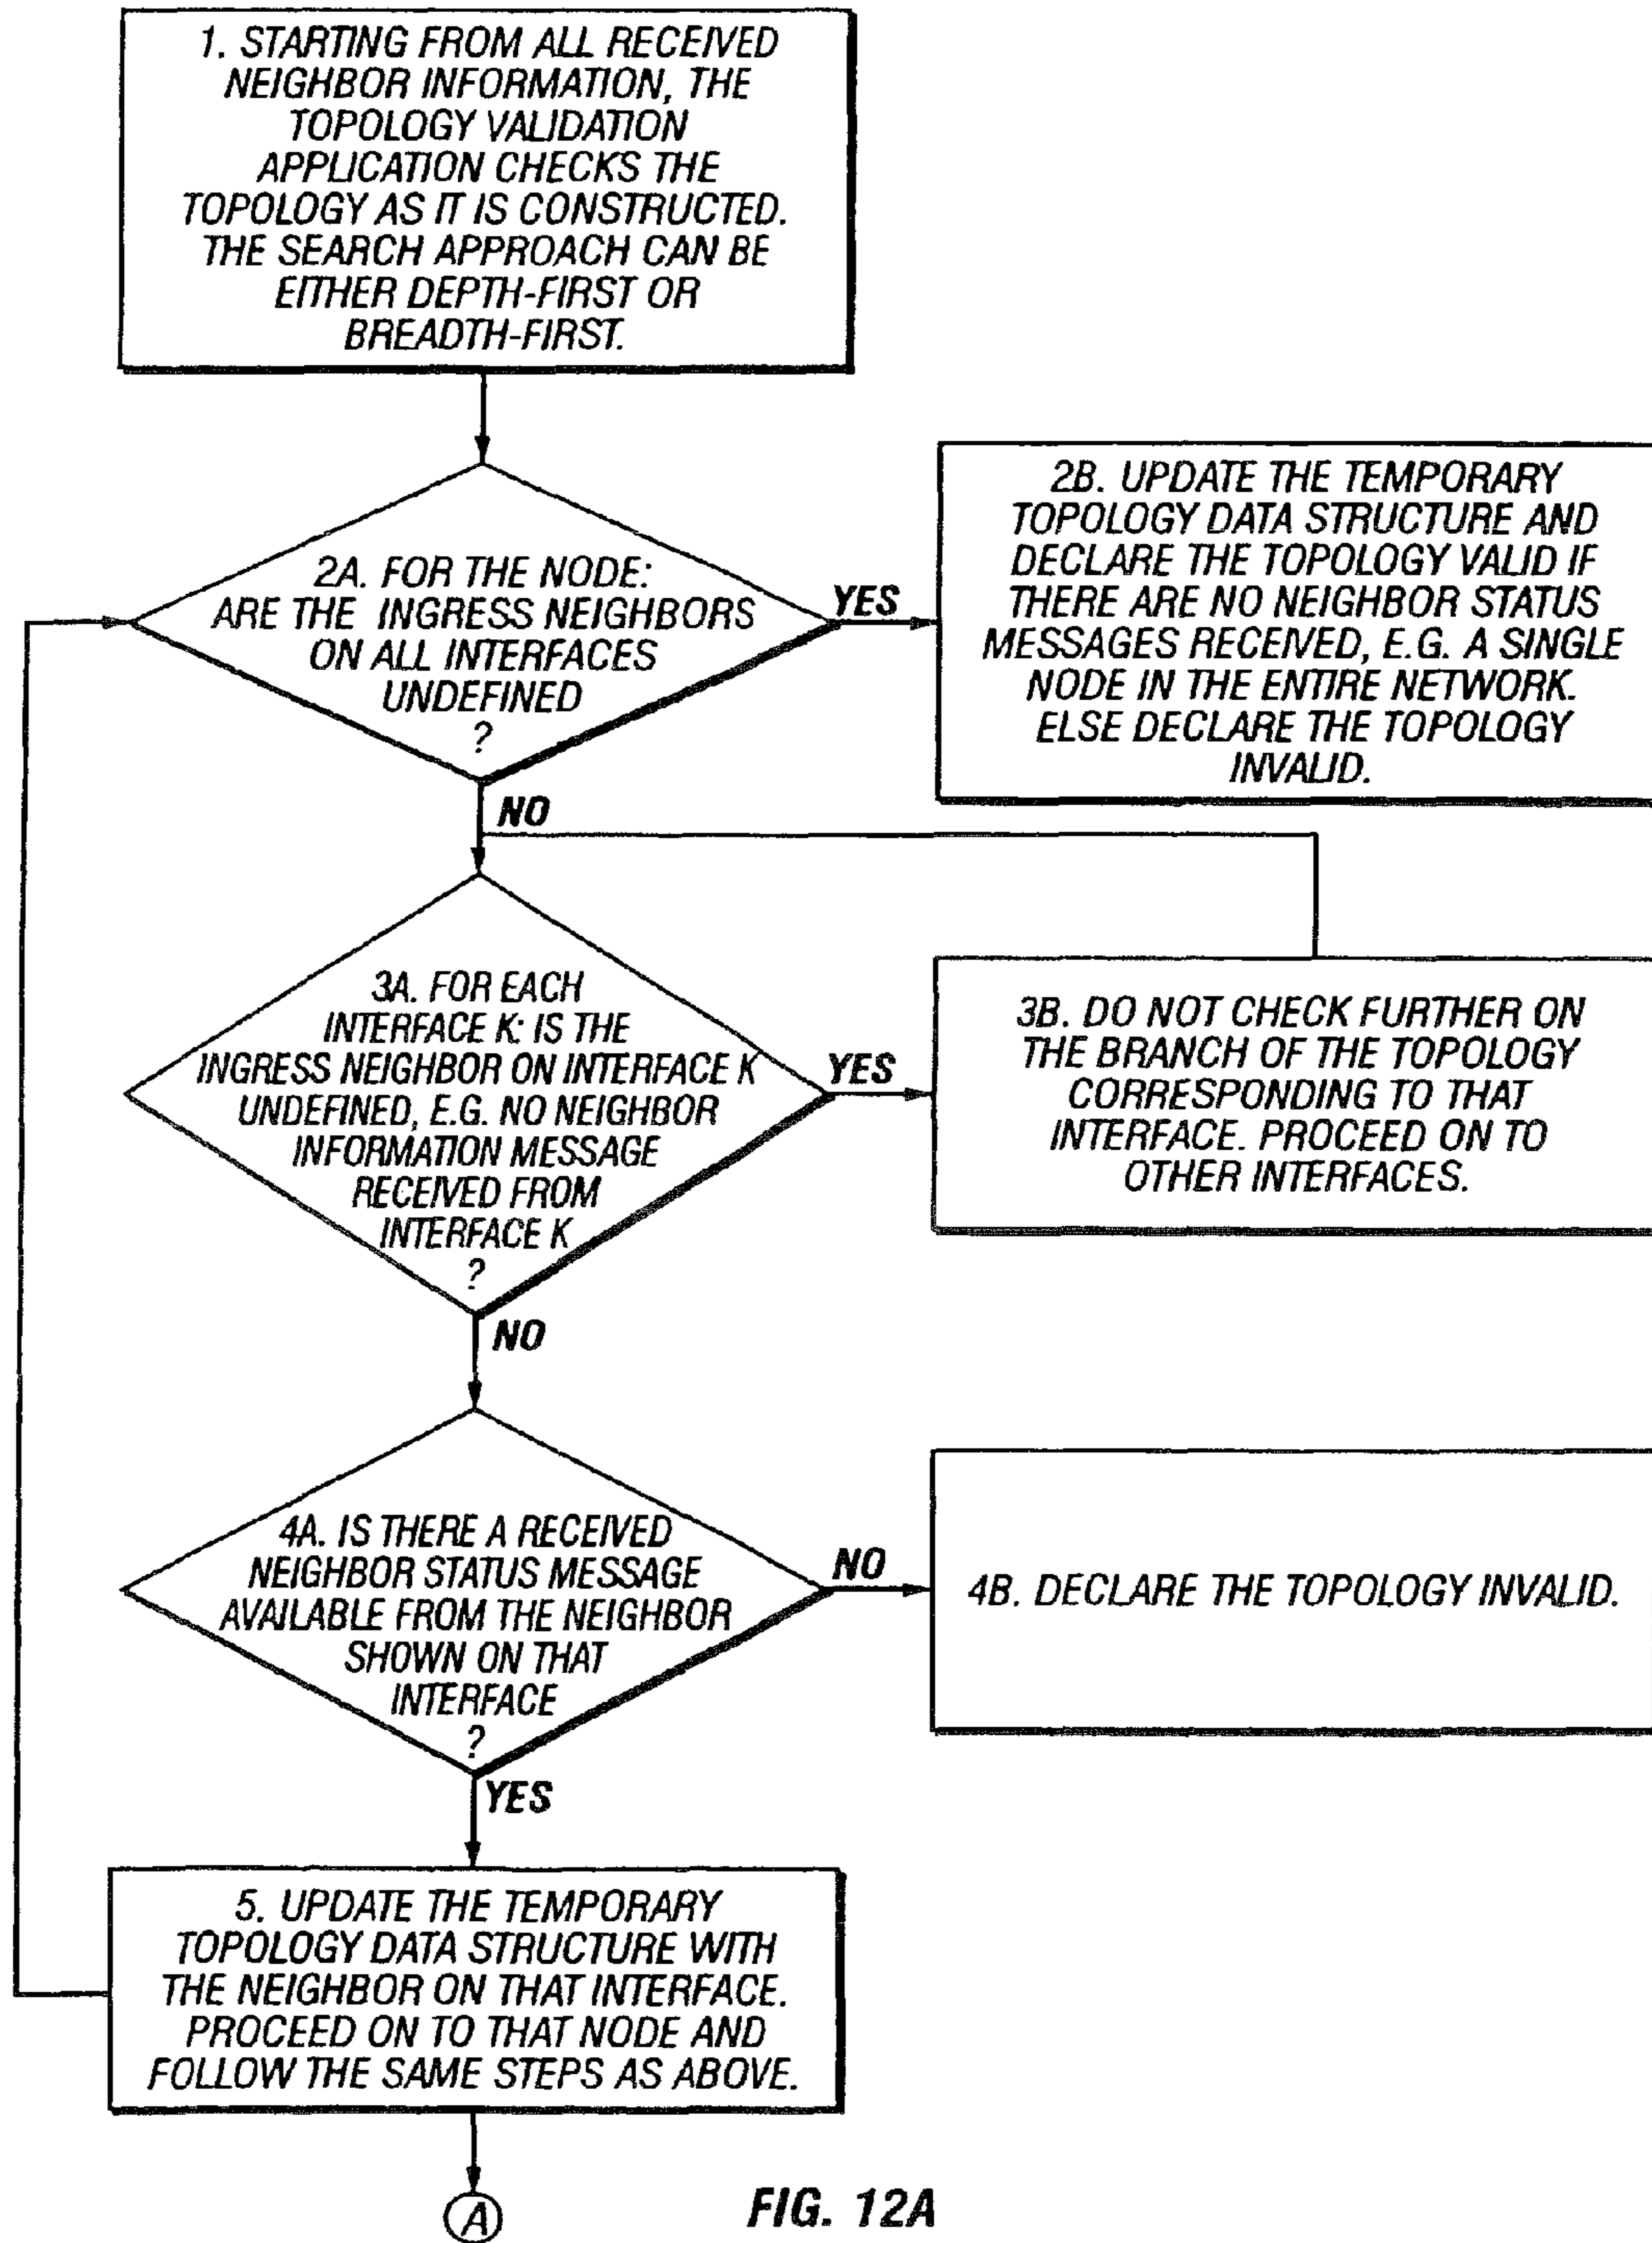 1. STARTING FROM ALL RECEIVED
NEIGHBOR INFORMATION, THE
TOPOLOGY VALIDATION
APPLICATION CHECKS THE
TOPOLOGY AS IT IS CONSTRUCTED.
THE SEARCH APPROACH CAN BE
EITHER DEPTH-FIRST OR
BREADTH-FIRST.
2A. FOR THE NODE:
ARE THE INGRESS NEIGHBORS
ON ALL INTERFACES
UNDEFINED
?
YES
2B. UPDATE THE TEMPORARY
TOPOLOGY DATA STRUCTURE AND
DECLARE THE TOPOLOGY VALID IF
THERE ARE NO NEIGHBOR STATUS
MESSAGES RECEIVED, E.G. A SINGLE
NODE IN THE ENTIRE NETWORK.
ELSE DECLARE THE TOPOLOGY
INVALID.
NO
3A. FOR EACH
INTERFACE K: IS THE
INGRESS NEIGHBOR ON INTERFACE K
UNDEFINED, E.G. NO NEIGHBOR
INFORMATION MESSAGE
RECEIVED FROM
INTERFACE K
?
YES
3B. DO NOT CHECK FURTHER ON
THE BRANCH OF THE TOPOLOGY
CORRESPONDING TO THAT
INTERFACE. PROCEED ON TO
OTHER INTERFACES.
NO
4A. IS THERE A RECEIVED
NEIGHBOR STATUS MESSAGE
AVAILABLE FROM THE NEIGHBOR
SHOWN ON THAT
INTERFACE
?
NO
4B. DECLARE THE TOPOLOGY INVALID.
YES
5. UPDATE THE TEMPORARY
TOPOLOGY DATA STRUCTURE WITH
THE NEIGHBOR ON THAT INTERFACE.
PROCEED ON TO THAT NODE AND
FOLLOW THE SAME STEPS AS ABOVE.
A
FIG. 12A